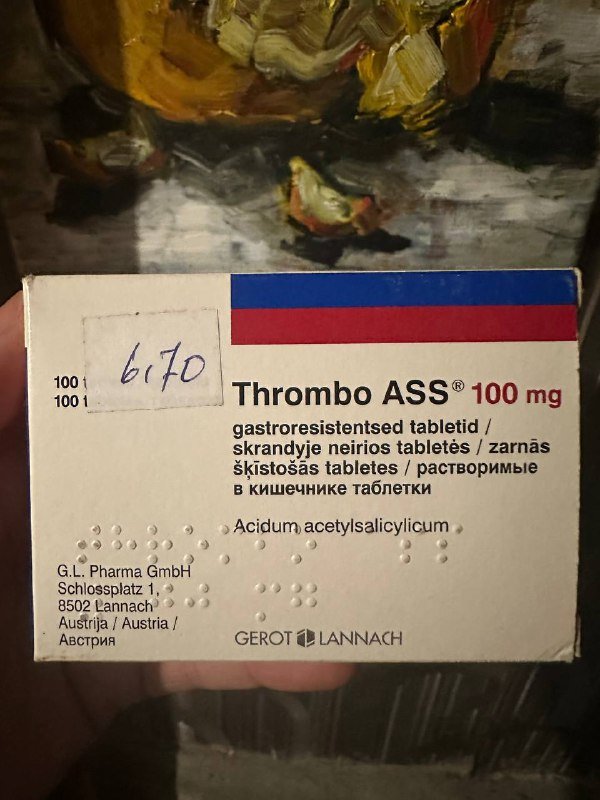 6,70
100
100
Thrombo ASS® 100 mg
gastroresistentsed tabletid /
skrandyje neirios tabletės / zarnās
šķīstošās tabletes / растворимые
в кишечнике таблетки
Acidum acetylsalicylicum
G.L. Pharma GmbH
Schlossplatz 1,
8502 Lannach
Austrija / Austria /
Австрия
GEROT LANNACH